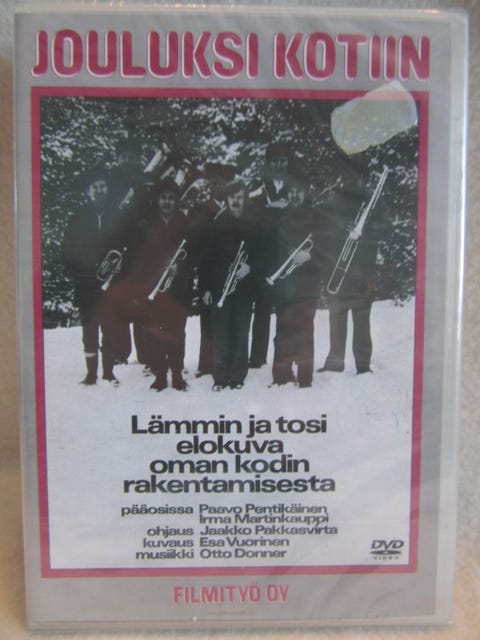 JOULUKSI KOTIIN
Lämmin ja tosi
elokuva
oman kodin
rakentamisesta
pääosissa Paavo Pentikäinen
Irma Martinkauppi
ohjaus Jaakko Pakkasvirta
kuvaus Esa Vuorinen
musiikki Otto Donner
DVD
VIDEO
FILMITYÖ OY